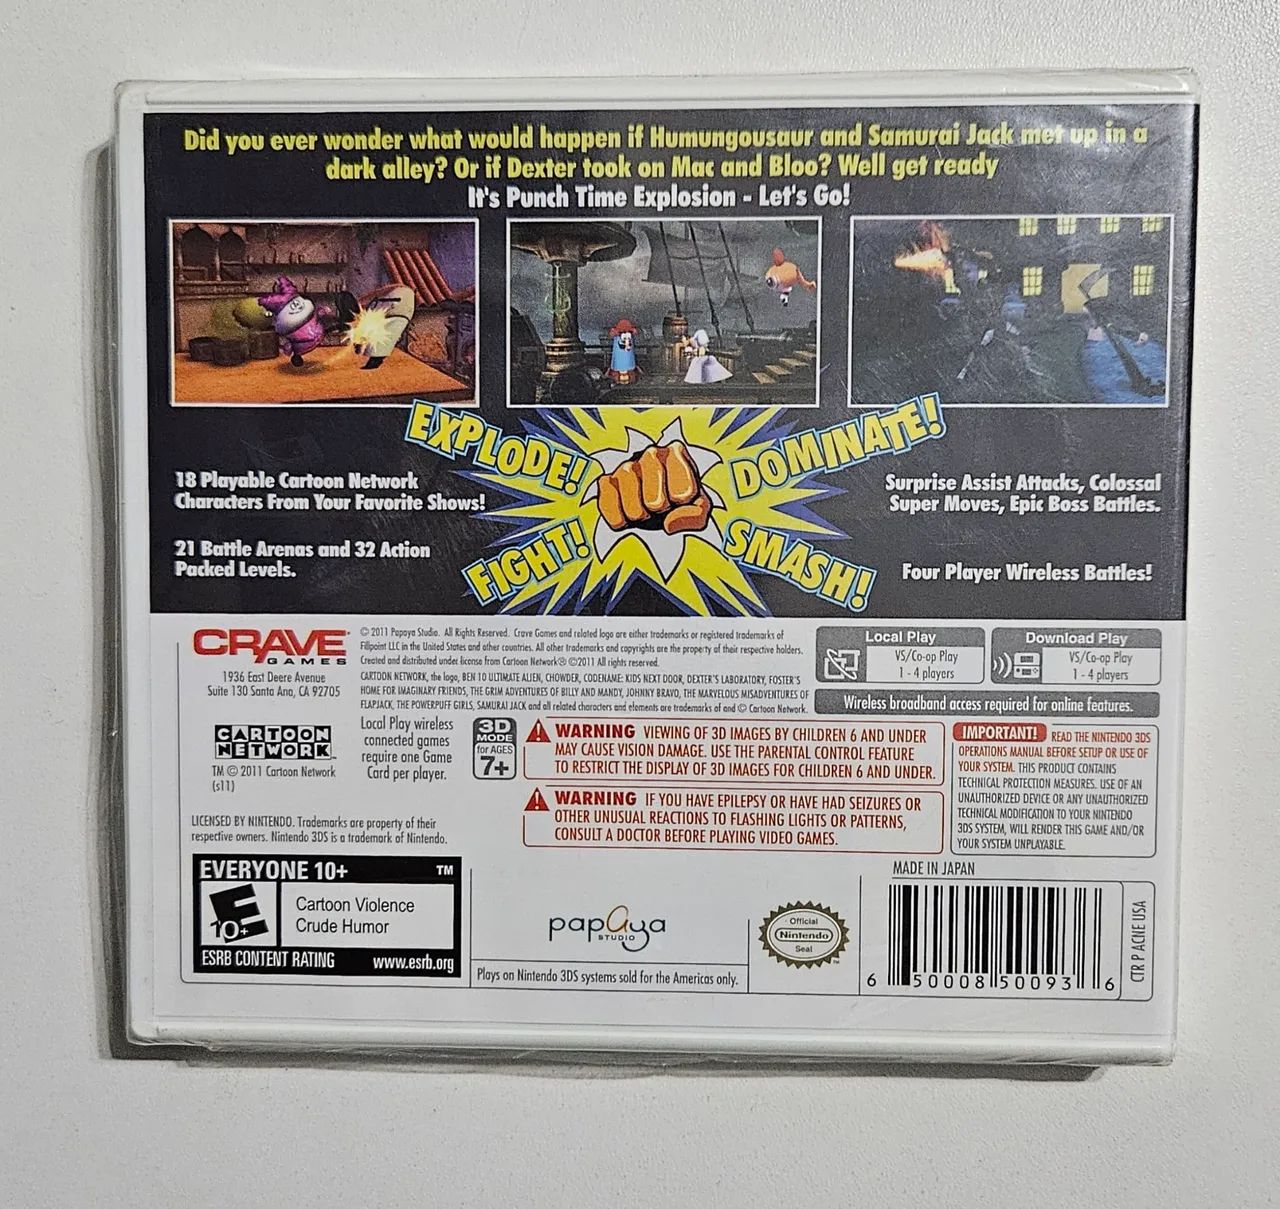 Did you ever wonder what would happen if Humungousaur and Samurai Jack met up in a
dark alley? Or if Dexter took on Mac and Bloo? Well get ready
It's Punch Time Explosion - Let's Go!
EXPLODE!
DOMINATE!
FIGHT!
SMASH!
18 Playable Cartoon Network
Characters From Your Favorite Shows!
21 Battle Arenas and 32 Action
Packed Levels.
Surprise Assist Attacks, Colossal
Super Moves, Epic Boss Battles.
Four Player Wireless Battles!
CRAVE
GAMES
1936 East Deere Avenue
Suite 130 Santa Ana, CA 92705
© 2011 Papaya Studio. All Rights Reserved. Crave Games and related logo are either trademarks or registered trademarks of
Fillpoint LLC in the United States and other countries. All other trademarks and copyrights are the property of their respective holders.
Created and distributed under license from Cartoon Network® ©2011 All rights reserved.
CARTOON NETWORK, the logo, BEN 10 ULTIMATE ALIEN, CHOWDER, CODENAME: KIDS NEXT DOOR, DEXTER'S LABORATORY, FOSTER'S
HOME FOR IMAGINARY FRIENDS, THE GRIM ADVENTURES OF BILLY AND MANDY, JOHNNY BRAVO, THE MARVELOUS MISADVENTURES OF
FLAPJACK, THE POWERPUFF GIRLS, SAMURAI JACK and all related characters and elements are trademarks of and © Cartoon Network.
Local Play
VS/Co-op Play
1 - 4 players
Download Play
VS/Co-op Play
1 - 4 players
Wireless broadband access required for online features.
CARTOON
NETWORK
TM © 2011 Cartoon Network
(s11)
Local Play wireless
connected games
require one Game
Card per player.
3D
MODE
for AGES
7+
WARNING VIEWING OF 3D IMAGES BY CHILDREN 6 AND UNDER
MAY CAUSE VISION DAMAGE. USE THE PARENTAL CONTROL FEATURE
TO RESTRICT THE DISPLAY OF 3D IMAGES FOR CHILDREN 6 AND UNDER.
WARNING IF YOU HAVE EPILEPSY OR HAVE HAD SEIZURES OR
OTHER UNUSUAL REACTIONS TO FLASHING LIGHTS OR PATTERNS,
CONSULT A DOCTOR BEFORE PLAYING VIDEO GAMES.
IMPORTANT! READ THE NINTENDO 3DS
OPERATIONS MANUAL BEFORE SETUP OR USE OF
YOUR SYSTEM. THIS PRODUCT CONTAINS
TECHNICAL PROTECTION MEASURES. USE OF AN
UNAUTHORIZED DEVICE OR ANY UNAUTHORIZED
TECHNICAL MODIFICATION TO YOUR NINTENDO
3DS SYSTEM, WILL RENDER THIS GAME AND/OR
YOUR SYSTEM UNPLAYABLE.
LICENSED BY NINTENDO. Trademarks are property of their
respective owners. Nintendo 3DS is a trademark of Nintendo.
EVERYONE 10+ TM
E
10+
Cartoon Violence
Crude Humor
ESRB CONTENT RATING www.esrb.org
papaya
STUDIO
Plays on Nintendo 3DS systems sold for the Americas only.
Official
Nintendo
Seal
TM
MADE IN JAPAN
6 50008 50093 6
CTR P ACNE USA